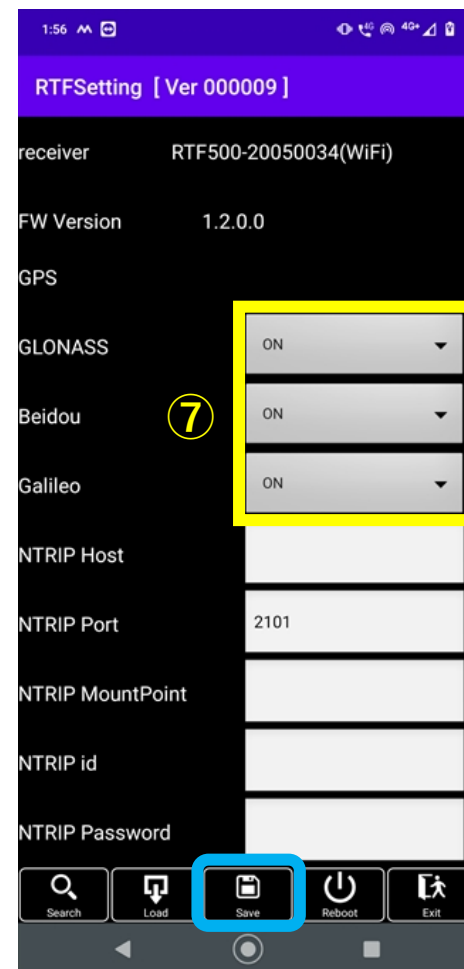 1:56 4G 4G+
RTFSetting [ Ver 000009 ]
receiver RTF500-20050034(WiFi)
FW Version 1.2.0.0
GPS
GLONASS ON
Beidou ⑦ ON
Galileo ON
NTRIP Host
NTRIP Port 2101
NTRIP MountPoint
NTRIP id
NTRIP Password
Search Load Save Reboot Exit